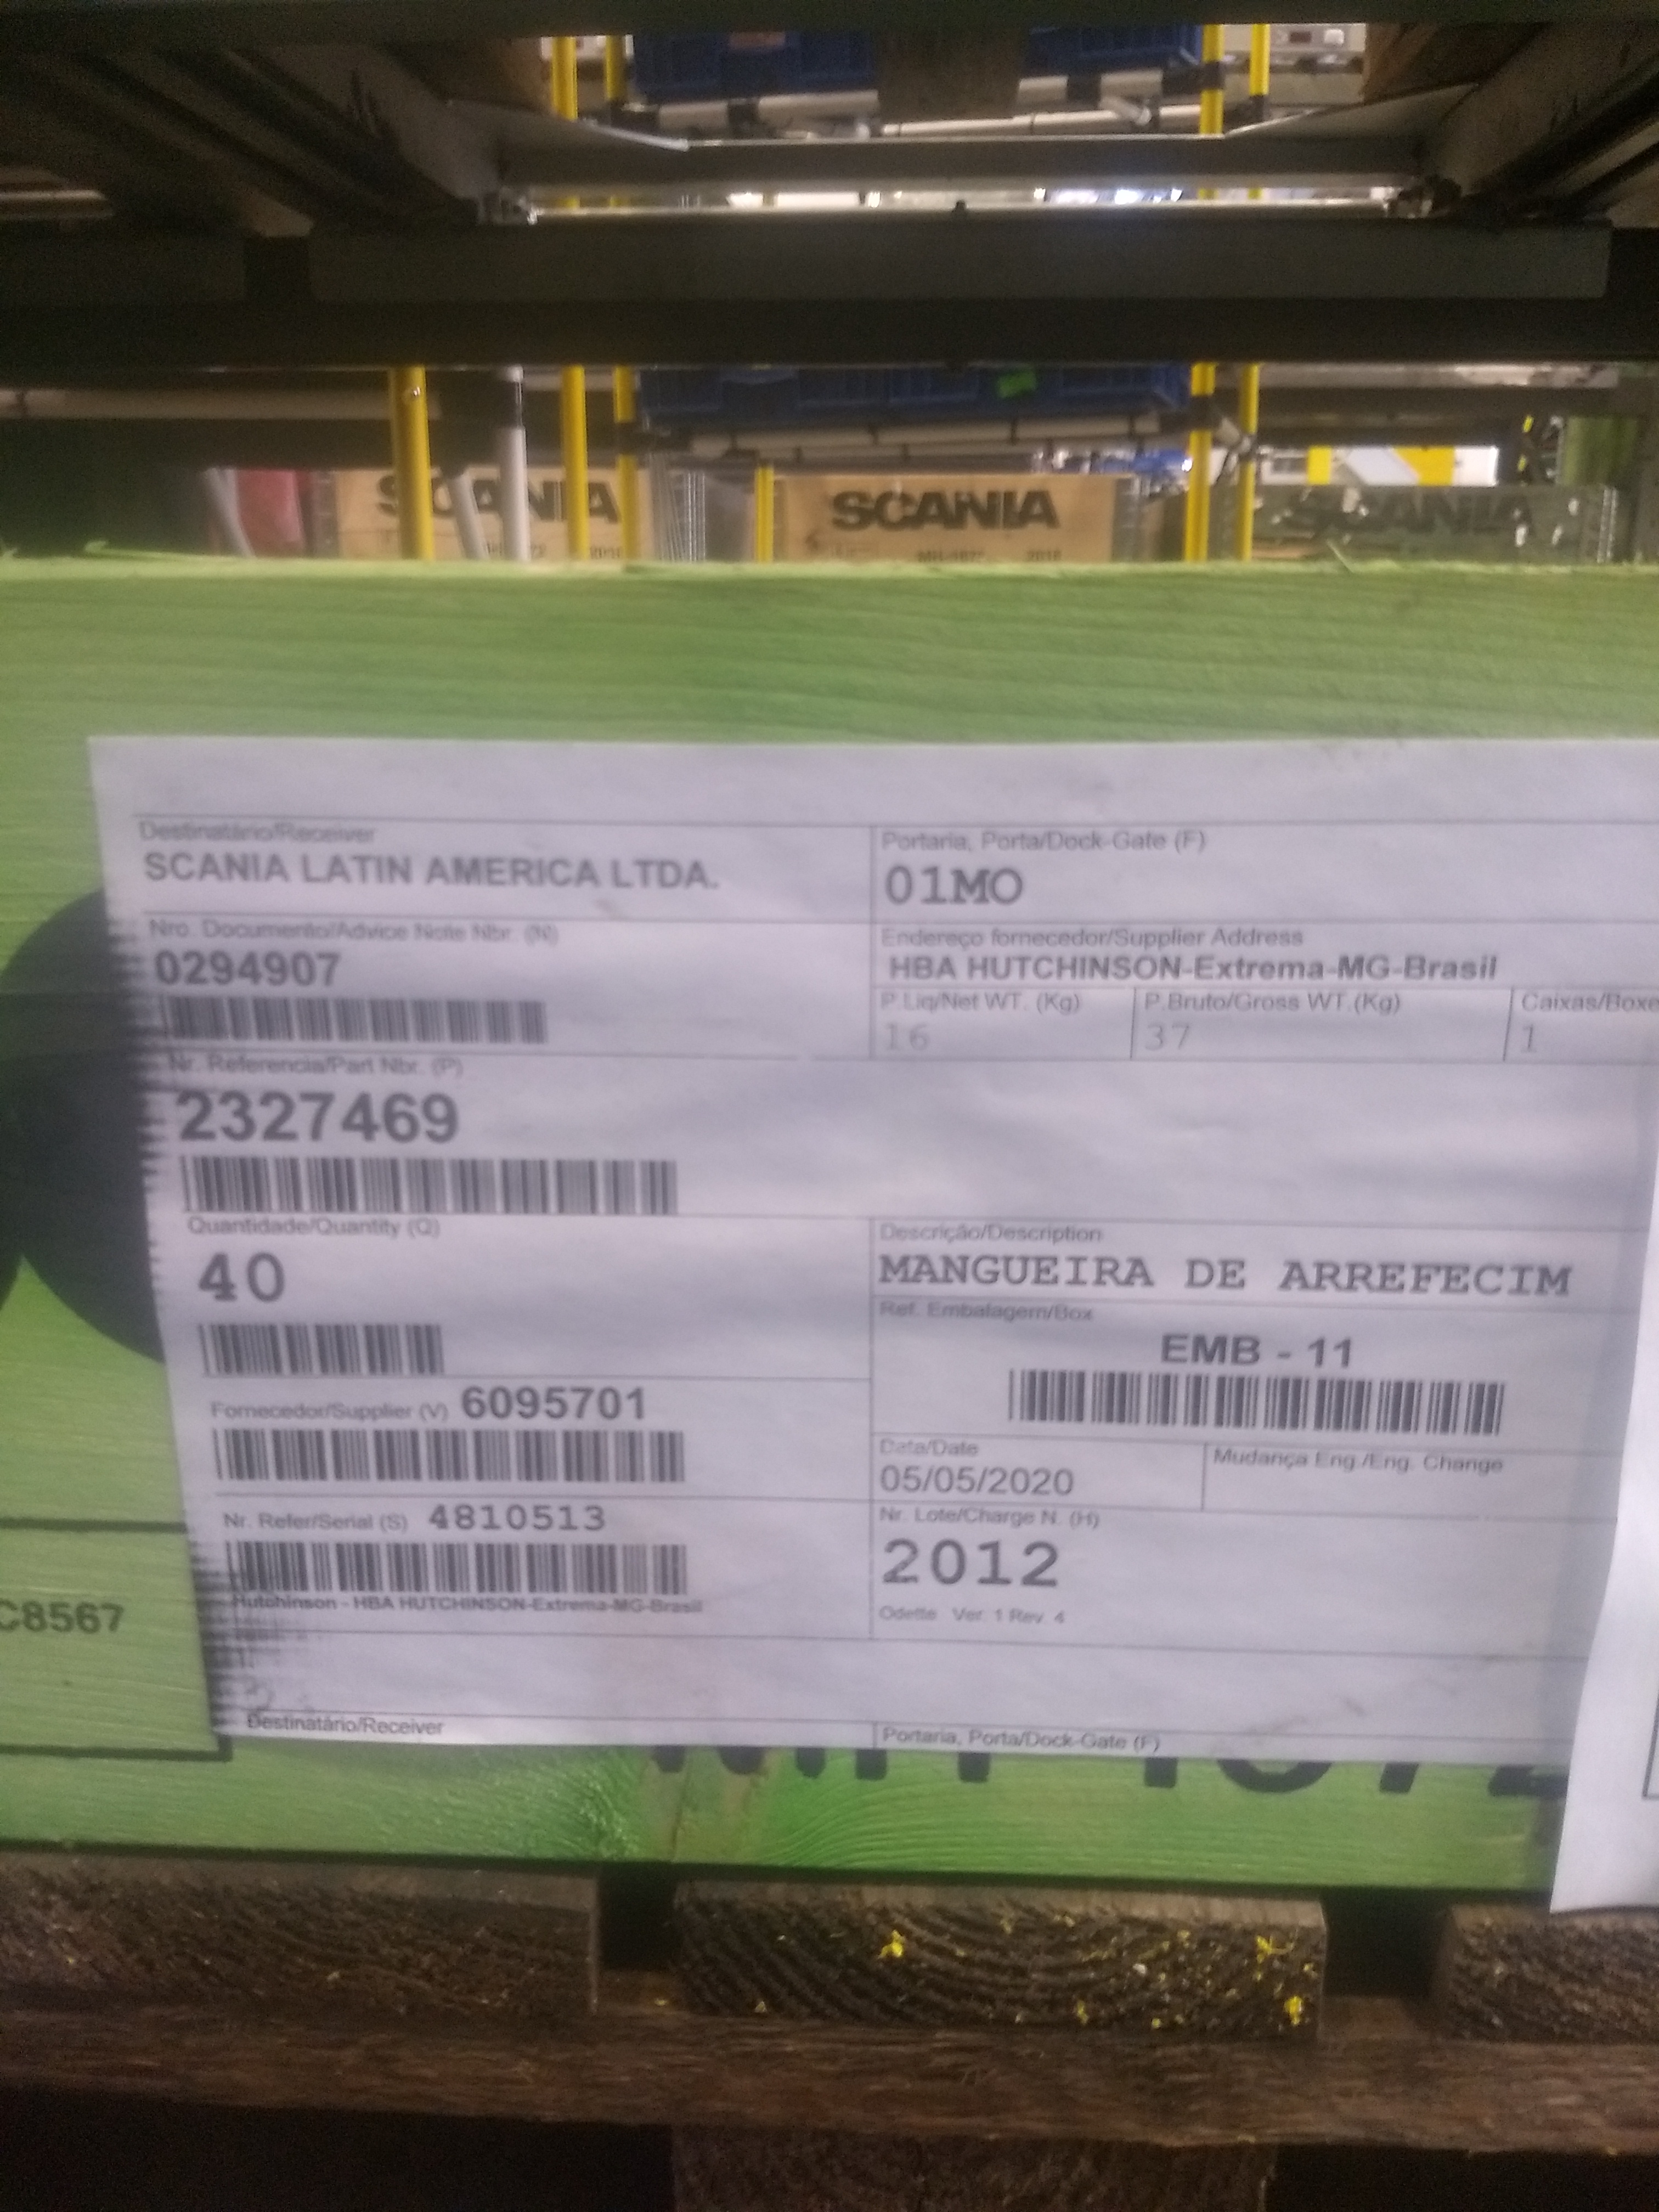 SCANIA
SCANIA
SCANIA
2018
Destinatário/Receiver
SCANIA LATIN AMERICA LTDA.
Portaria, Porta/Dock-Gate (F)
01MO
Nro. Documento/Advice Note Nbr. (N)
0294907
Endereço fornecedor/Supplier Address
HBA HUTCHINSON-Extrema-MG-Brasil
P.Liq/Net WT. (Kg)
16
P.Bruto/Gross WT.(Kg)
37
Caixas/Boxe
1
Nr. Referencia/Part Nbr. (P)
2327469
Quantidade/Quantity (Q)
40
Descrição/Description
MANGUEIRA DE ARREFECIM
Ref. Embalagem/Box
EMB - 11
Fornecedor/Supplier (V) 6095701
Data/Date
05/05/2020
Mudança Eng./Eng. Change
Nr. Refer/Serial (S) 4810513
Nr. Lote/Charge N. (H)
2012
Hutchinson - HBA HUTCHINSON-Extrema-MG-Brasil
Odette Ver. 1 Rev. 4
C8567
Destinatário/Receiver
Portaria, Porta/Dock-Gate (F)